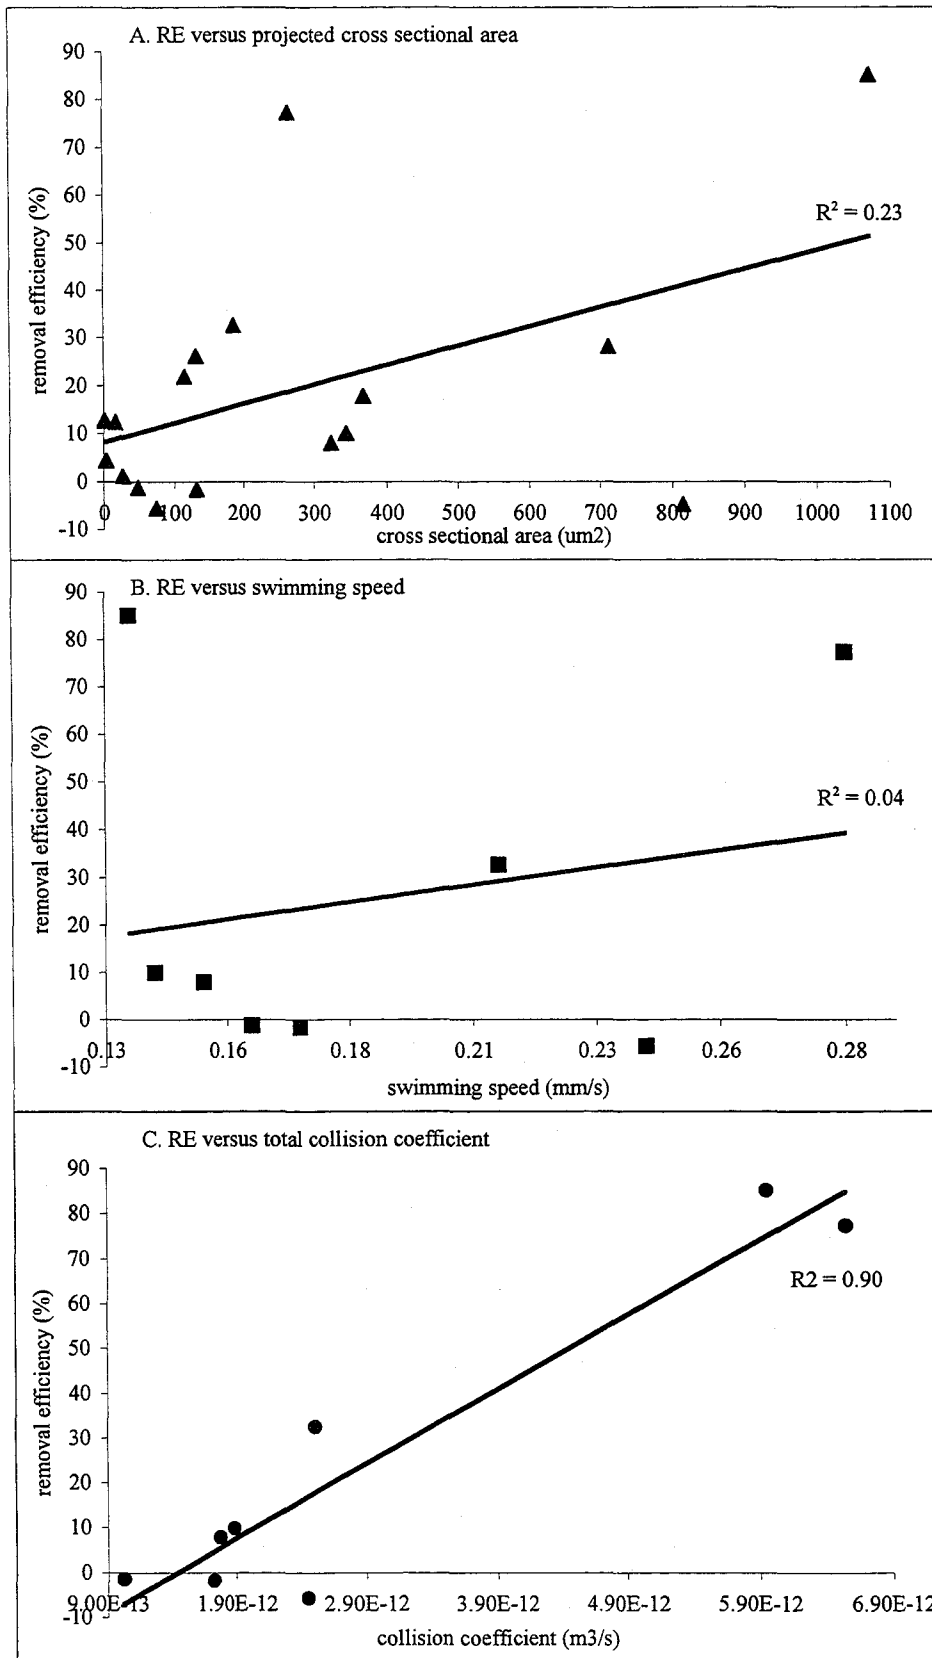 A. RE versus projected cross sectional area
90
80
70
60
50
40
30
20
10
0
-10
removal efficiency (%)
R² = 0.23
0 100 200 300 400 500 600 700 800 900 1000 1100
cross sectional area (um2)
B. RE versus swimming speed
90
80
70
60
50
40
30
20
10
0
-10
removal efficiency (%)
R² = 0.04
0.13 0.16 0.18 0.21 0.23 0.26 0.28
swimming speed (mm/s)
C. RE versus total collision coefficient
90
80
70
60
50
40
30
20
10
0
-10
removal efficiency (%)
R2 = 0.90
9.00E-13 1.90E-12 2.90E-12 3.90E-12 4.90E-12 5.90E-12 6.90E-12
collision coefficient (m3/s)